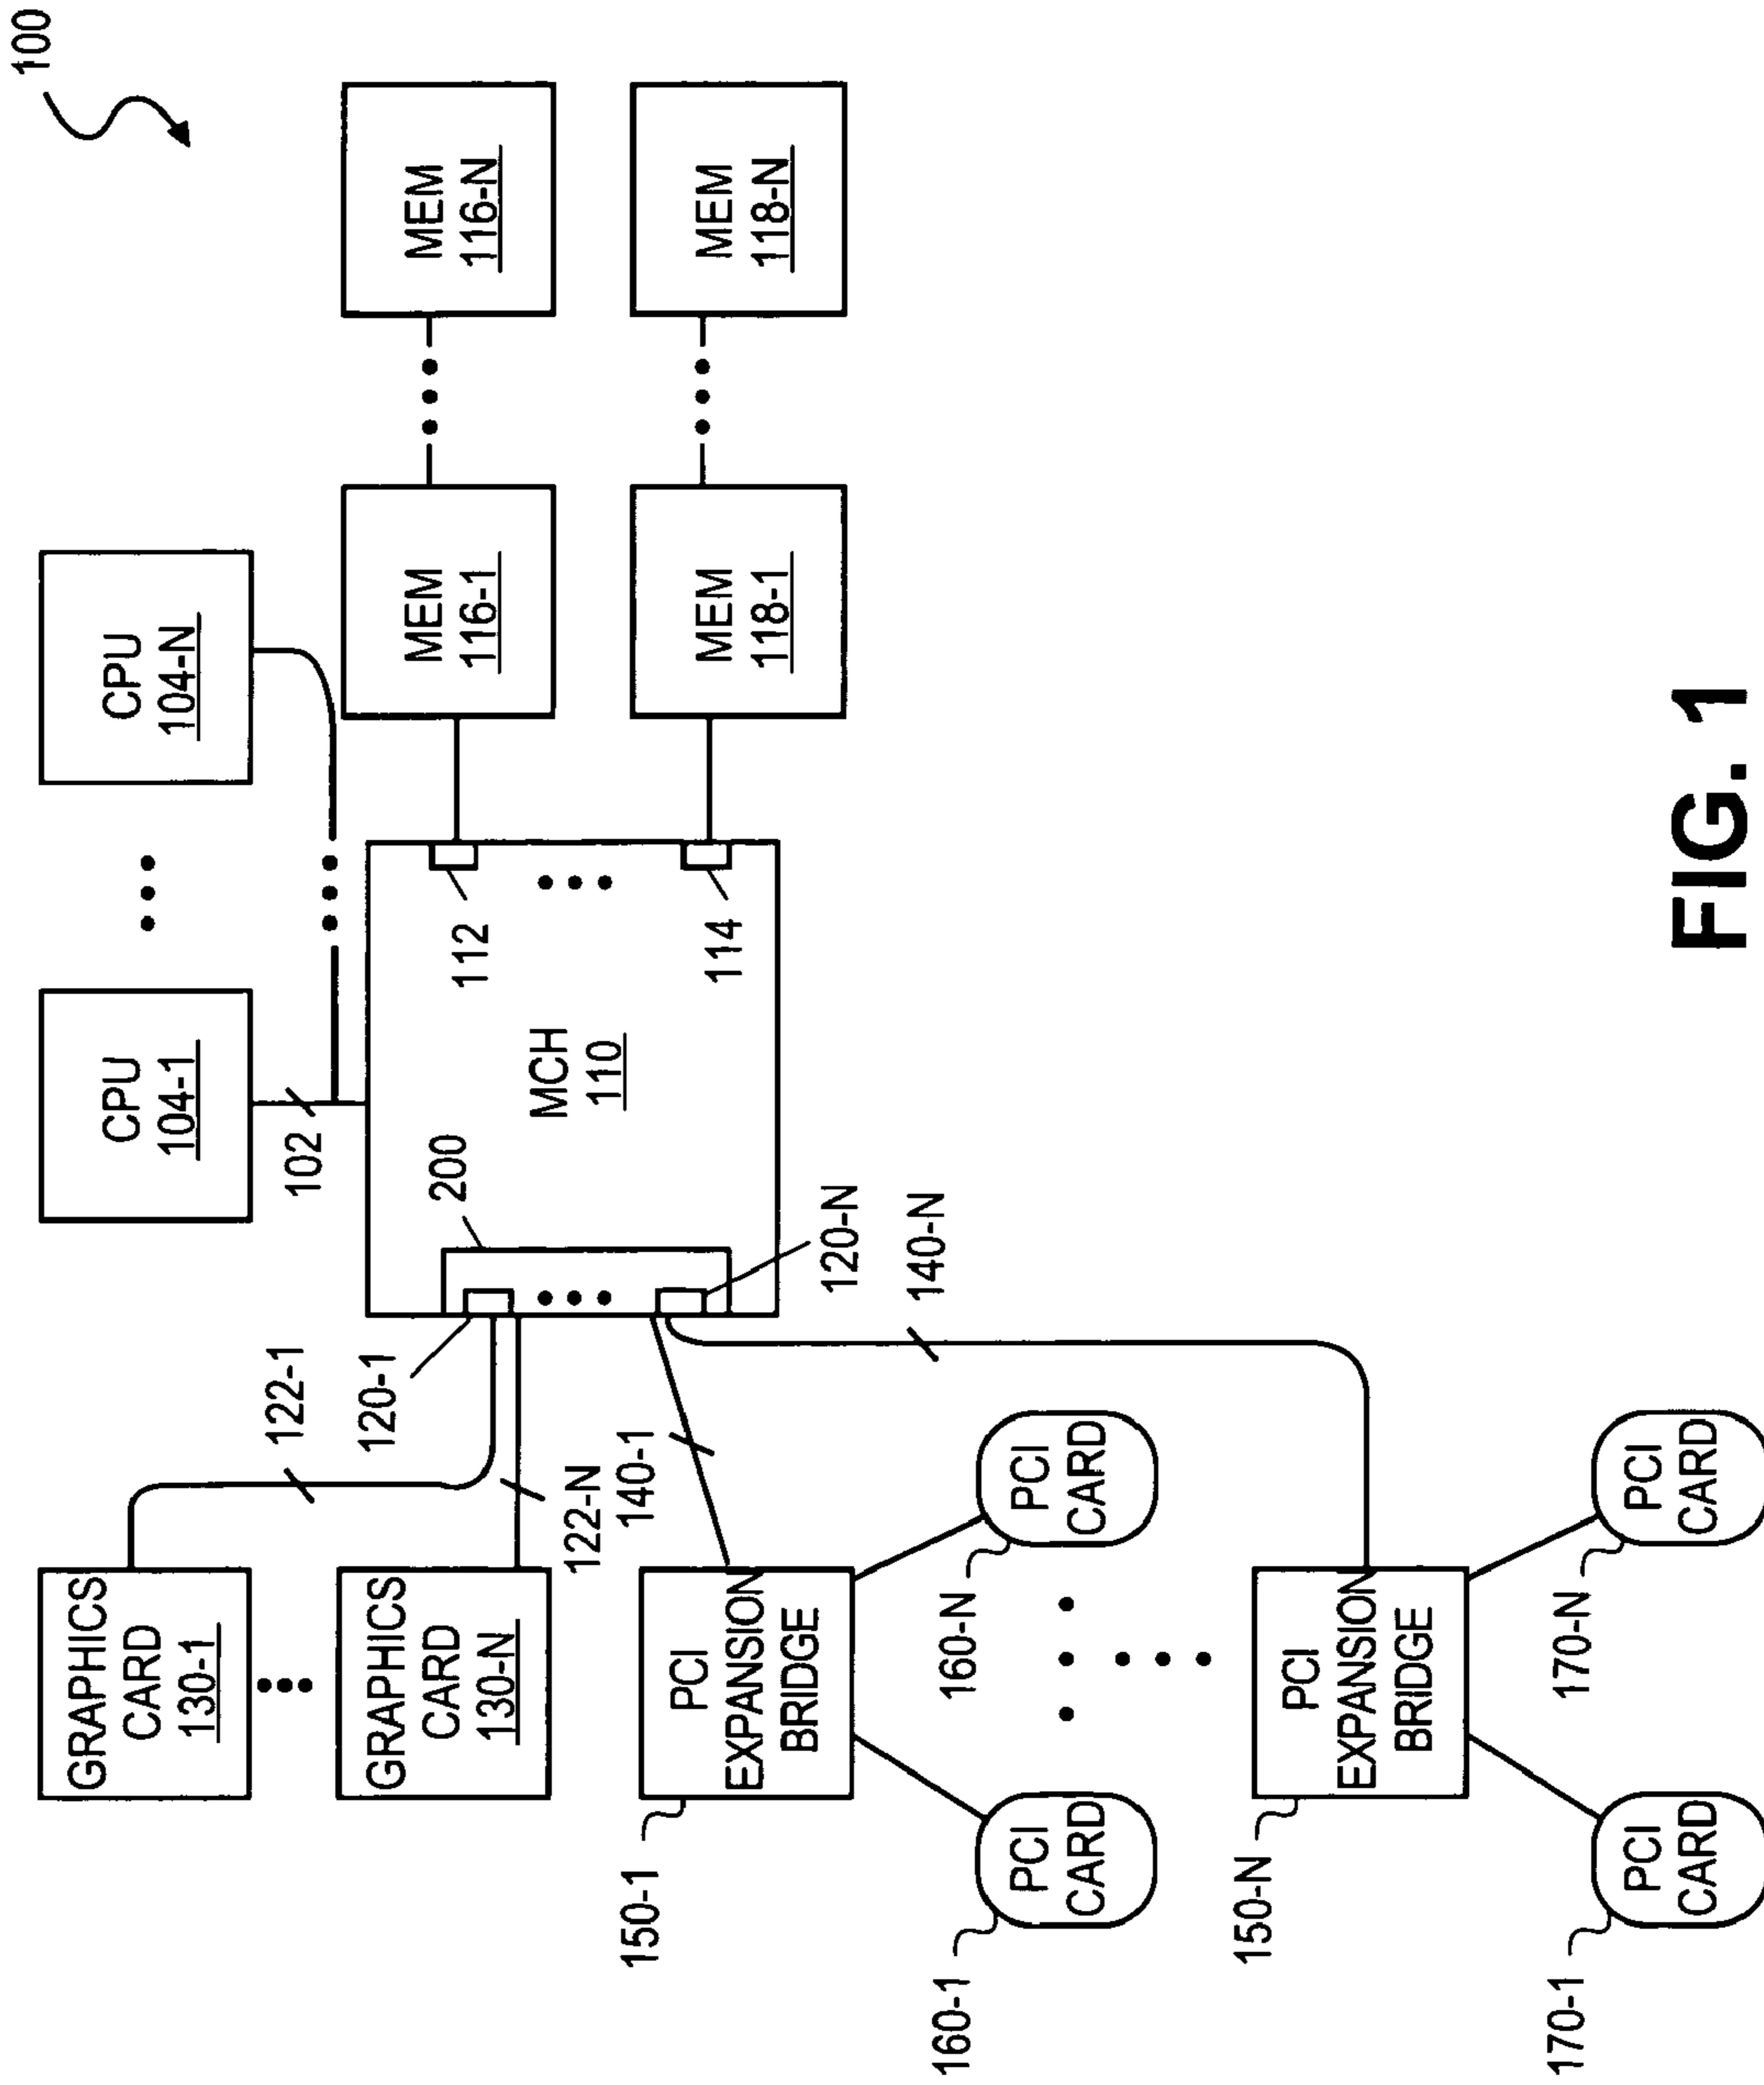 100
CPU
104-1
CPU
104-N
102
GRAPHICS
CARD
130-1
GRAPHICS
CARD
130-N
122-1
120-1
122-N
140-1
200
MCH
110
112
114
120-N
140-N
MEM
116-1
MEM
116-N
MEM
118-1
MEM
118-N
150-1
PCI
EXPANSION
BRIDGE
160-1
PCI
CARD
160-N
PCI
CARD
150-N
PCI
EXPANSION
BRIDGE
170-1
PCI
CARD
170-N
PCI
CARD
FIG. 1